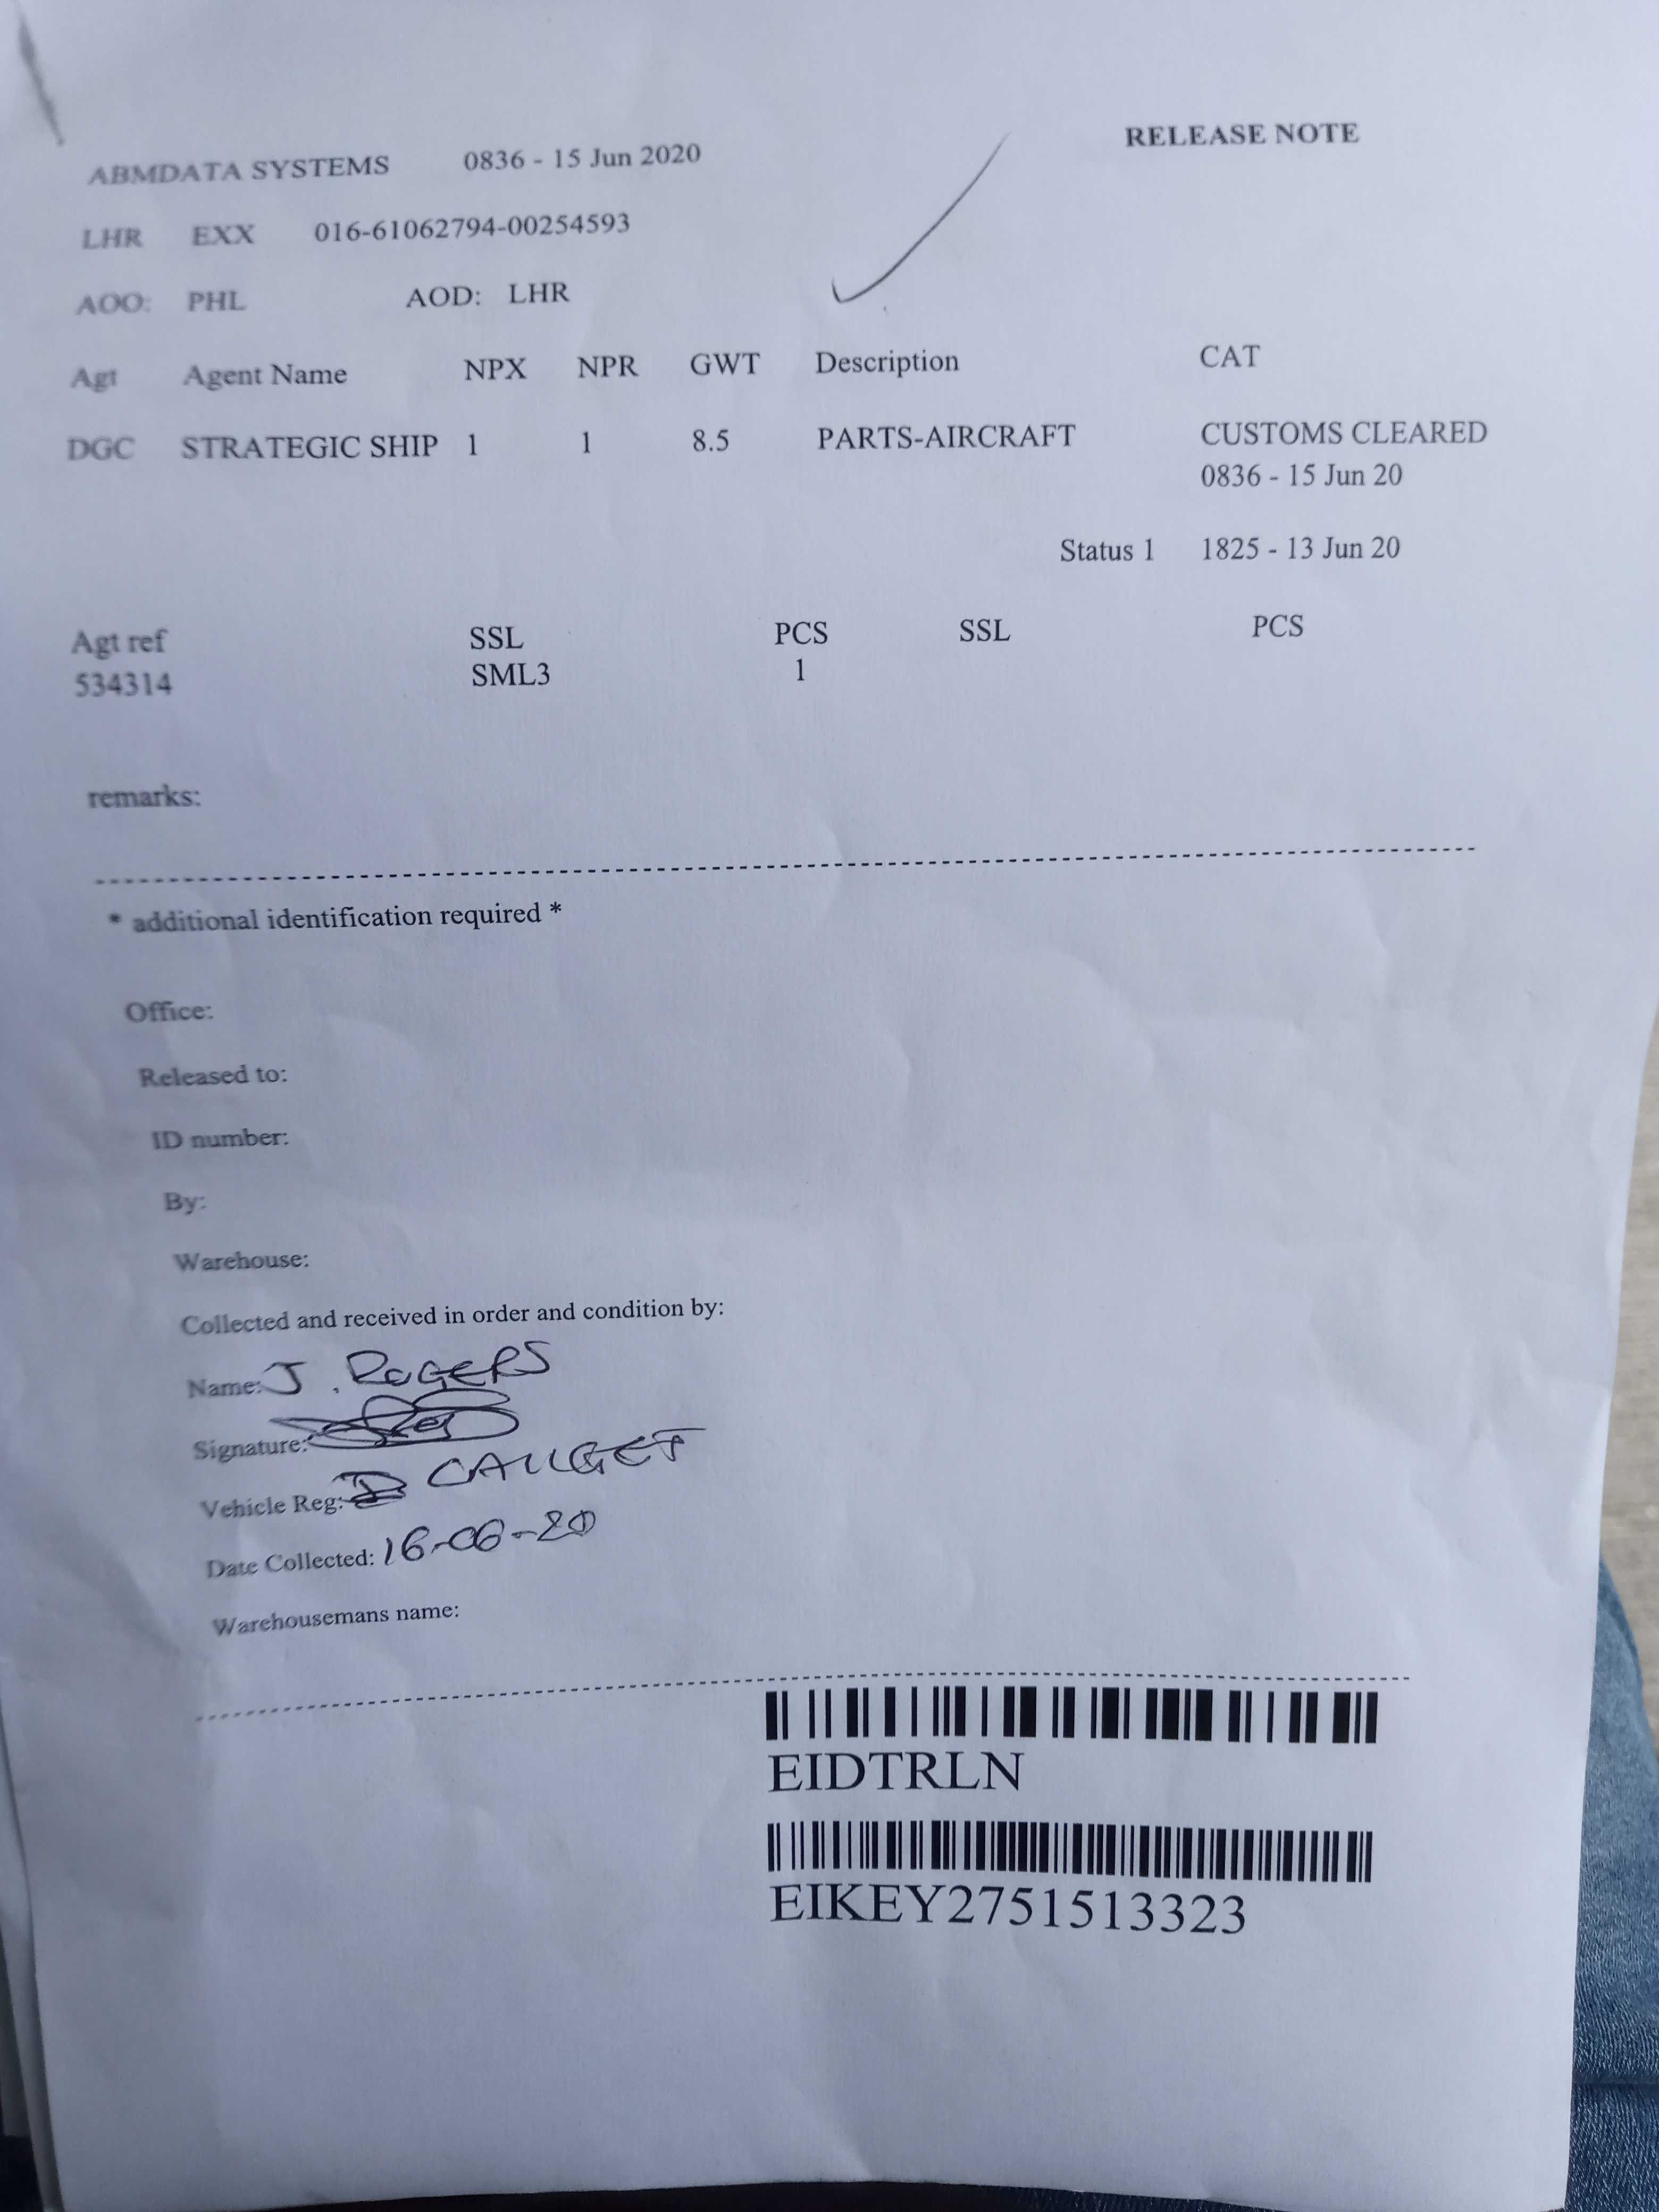 RELEASE NOTE
ABMDATA SYSTEMS 0836 - 15 Jun 2020
LHR EXX 016-61062794-00254593
AOO: PHL AOD: LHR
Agt Agent Name NPX NPR GWT Description CAT
DGC STRATEGIC SHIP 1 1 8.5 PARTS-AIRCRAFT CUSTOMS CLEARED
0836 - 15 Jun 20
Status 1 1825 - 13 Jun 20
Agt ref SSL PCS SSL PCS
534314 SML3 1
remarks:
* additional identification required *
Office:
Released to:
ID number:
By:
Warehouse:
Collected and received in order and condition by:
Name: J. ROGERS
Signature:
Vehicle Reg:
Date Collected: 16-06-20
Warehousemans name:
EIDTRLN
EIKEY2751513323